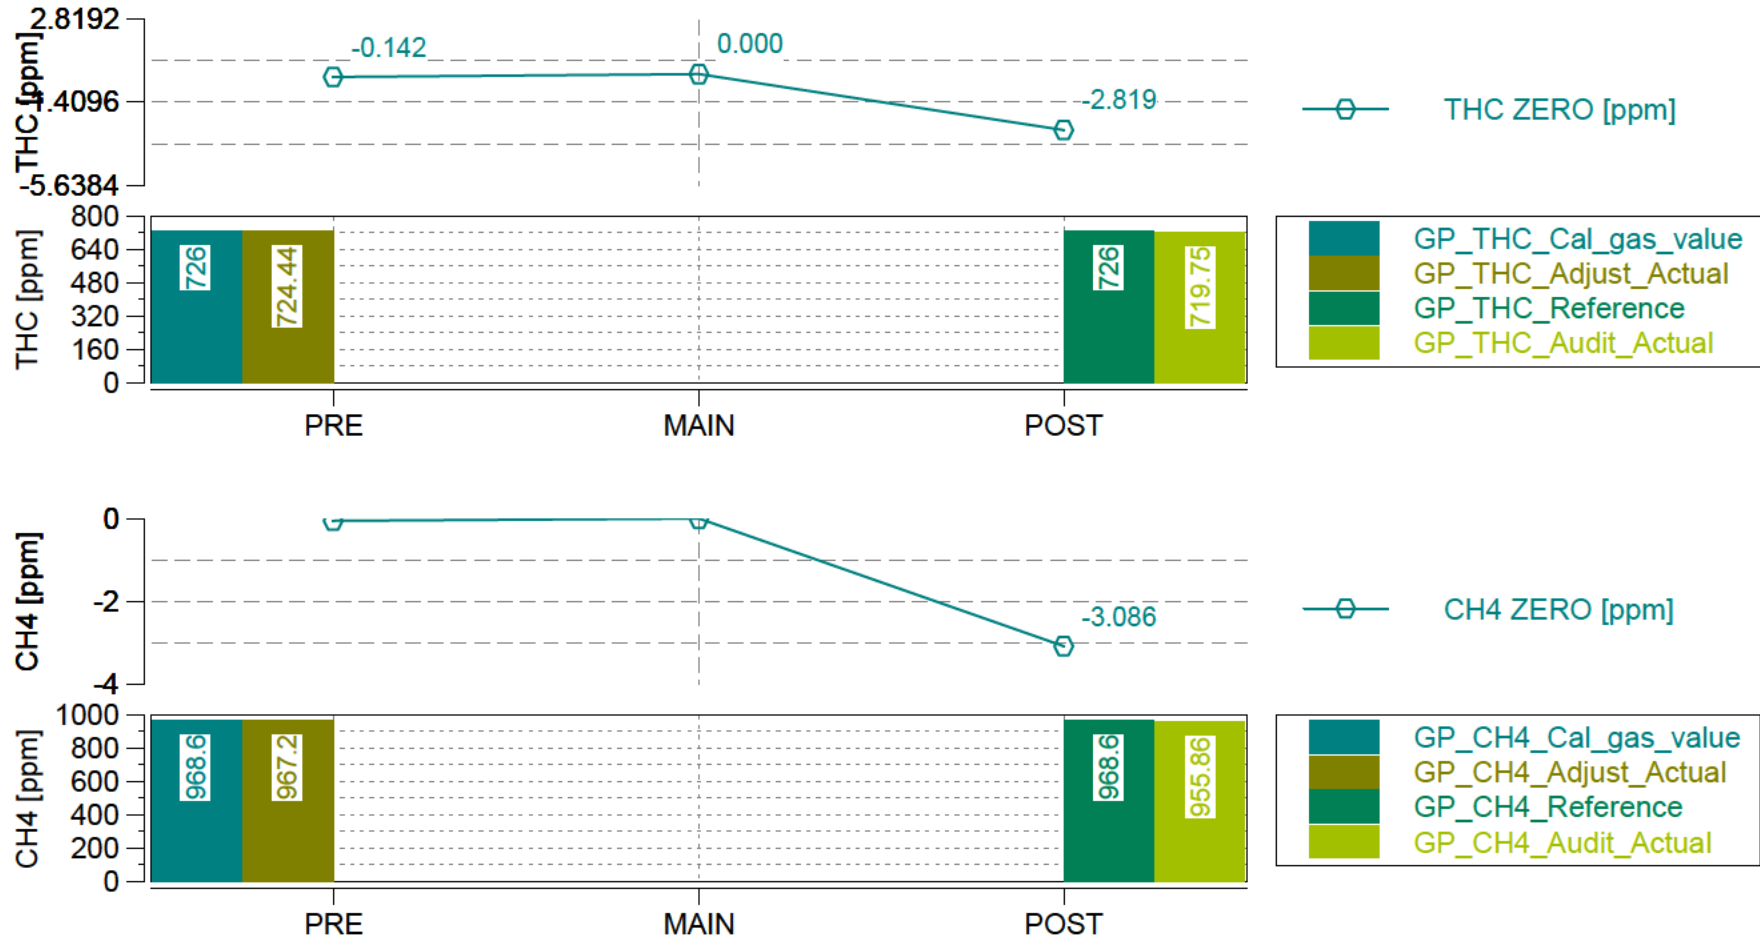 2.8192
-0.142
0.000
THC [ppm]
-1.4096
-2.819
THC ZERO [ppm]
-5.6384
800
640
480
320
160
0
THC [ppm]
726
724.44
726
719.75
GP_THC_Cal_gas_value
GP_THC_Adjust_Actual
GP_THC_Reference
GP_THC_Audit_Actual
PRE
MAIN
POST
0
-2
-4
CH4 [ppm]
-3.086
CH4 ZERO [ppm]
1000
800
600
400
200
0
CH4 [ppm]
968.6
967.2
968.6
955.86
GP_CH4_Cal_gas_value
GP_CH4_Adjust_Actual
GP_CH4_Reference
GP_CH4_Audit_Actual
PRE
MAIN
POST